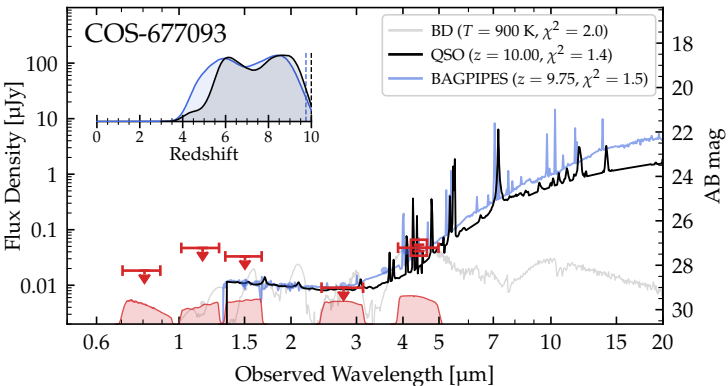 COS-677093
BD (T = 900 K, χ² = 2.0)
QSO (z = 10.00, χ² = 1.4)
BAGPIPES (z = 9.75, χ² = 1.5)
0 2 4 6 8 10
Redshift
100
10
1
0.1
0.01
Flux Density [μJy]
18
20
22
24
26
28
30
AB mag
0.6 1 1.5 2 3 4 5 10 15 20
Observed Wavelength [μm]